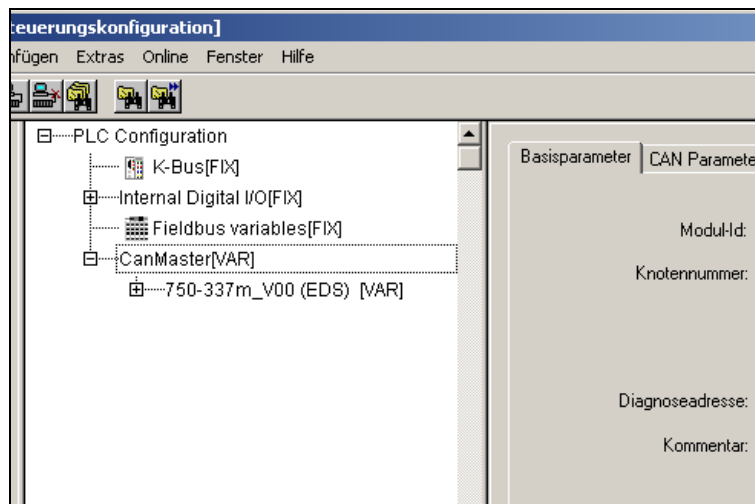 teuerungskonfiguration]
nfügen Extras Online Fenster Hilfe
PLC Configuration
K-Bus[FIX]
Internal Digital I/O[FIX]
Fieldbus variables[FIX]
CanMaster[VAR]
750-337m_V00 (EDS) [VAR]
Basisparameter CAN Paramete
Modul-Id:
Knotennummer:
Diagnoseadresse:
Kommentar: